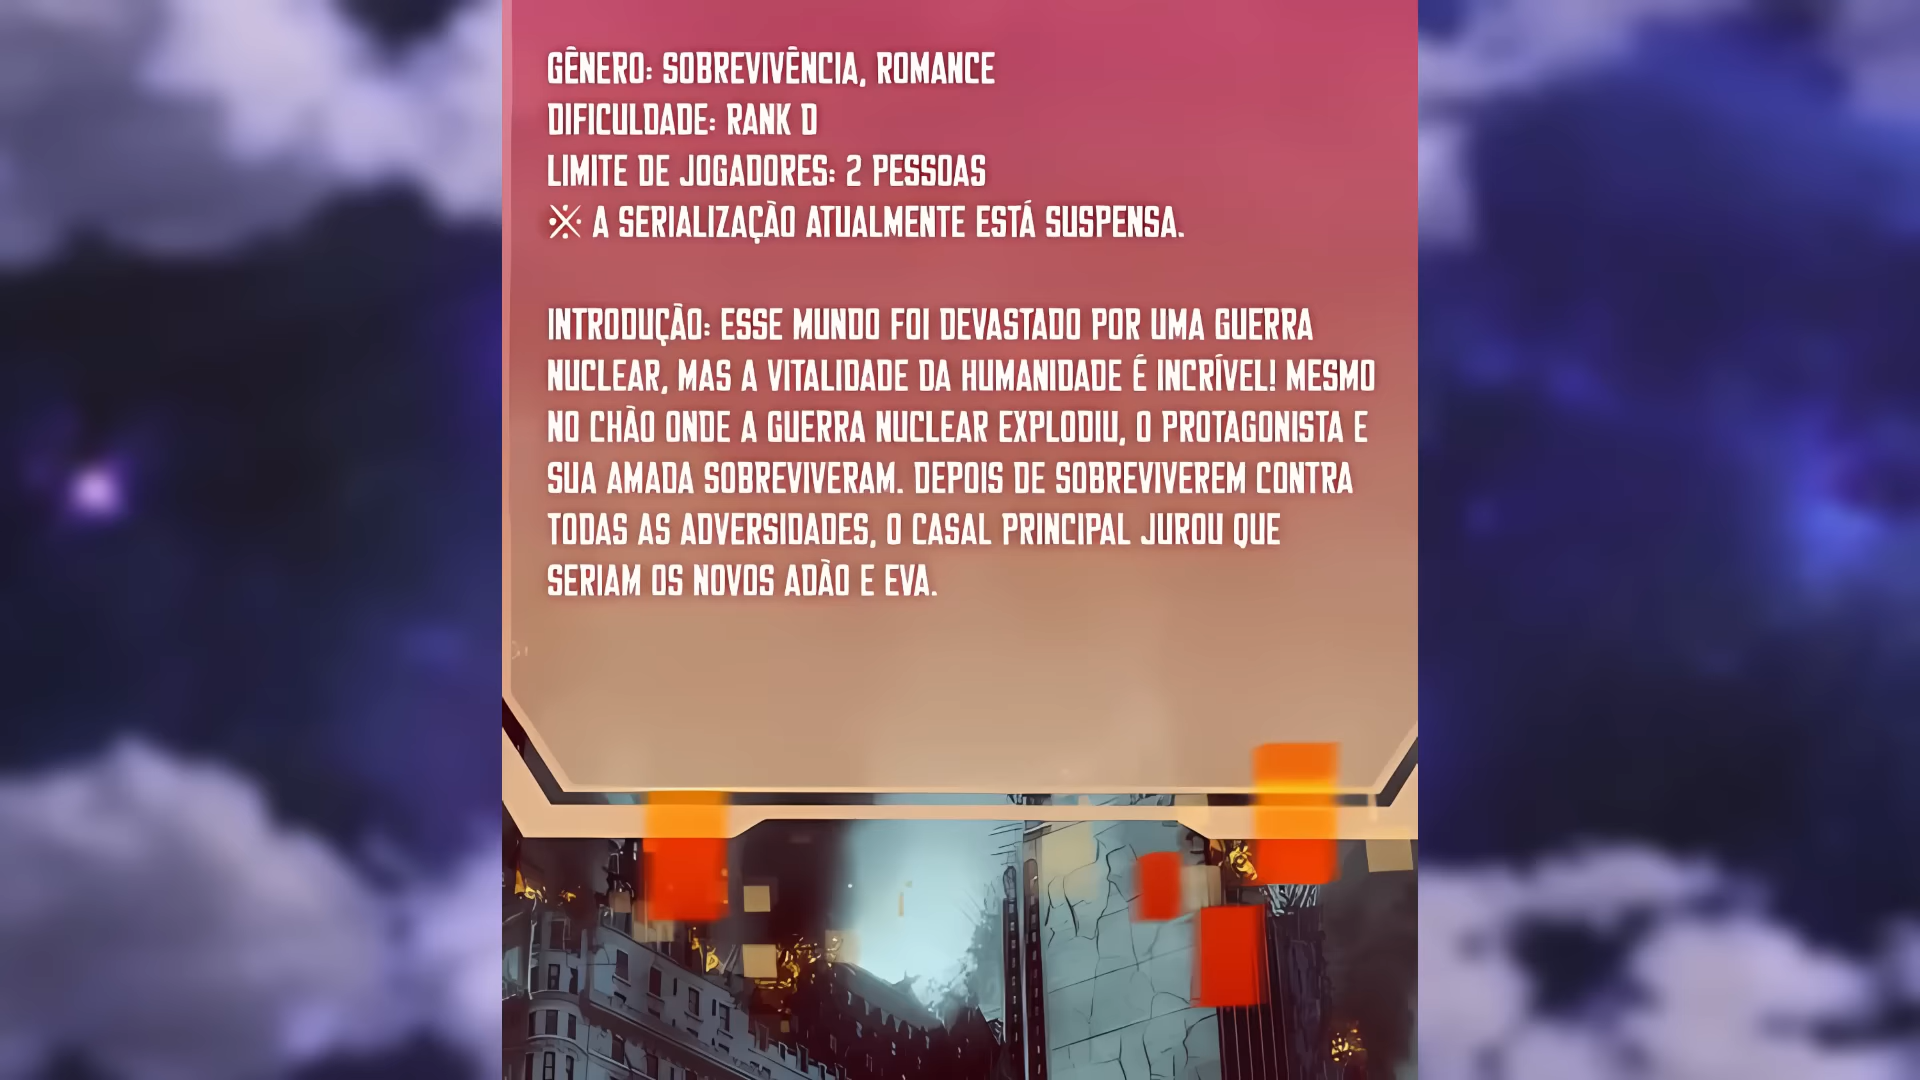 GÊNERO: SOBREVIVÊNCIA, ROMANCE
DIFICULDADE: RANK D
LIMITE DE JOGADORES: 2 PESSOAS
※ A SERIALIZAÇÃO ATUALMENTE ESTÁ SUSPENSA.
INTRODUÇÃO: ESSE MUNDO FOI DEVASTADO POR UMA GUERRA
NUCLEAR, MAS A VITALIDADE DA HUMANIDADE É INCRÍVEL! MESMO
NO CHÃO ONDE A GUERRA NUCLEAR EXPLODIU, O PROTAGONISTA E
SUA AMADA SOBREVIVERAM. DEPOIS DE SOBREVIVEREM CONTRA
TODAS AS ADVERSIDADES, O CASAL PRINCIPAL JUROU QUE
SERIAM OS NOVOS ADÃO E EVA.